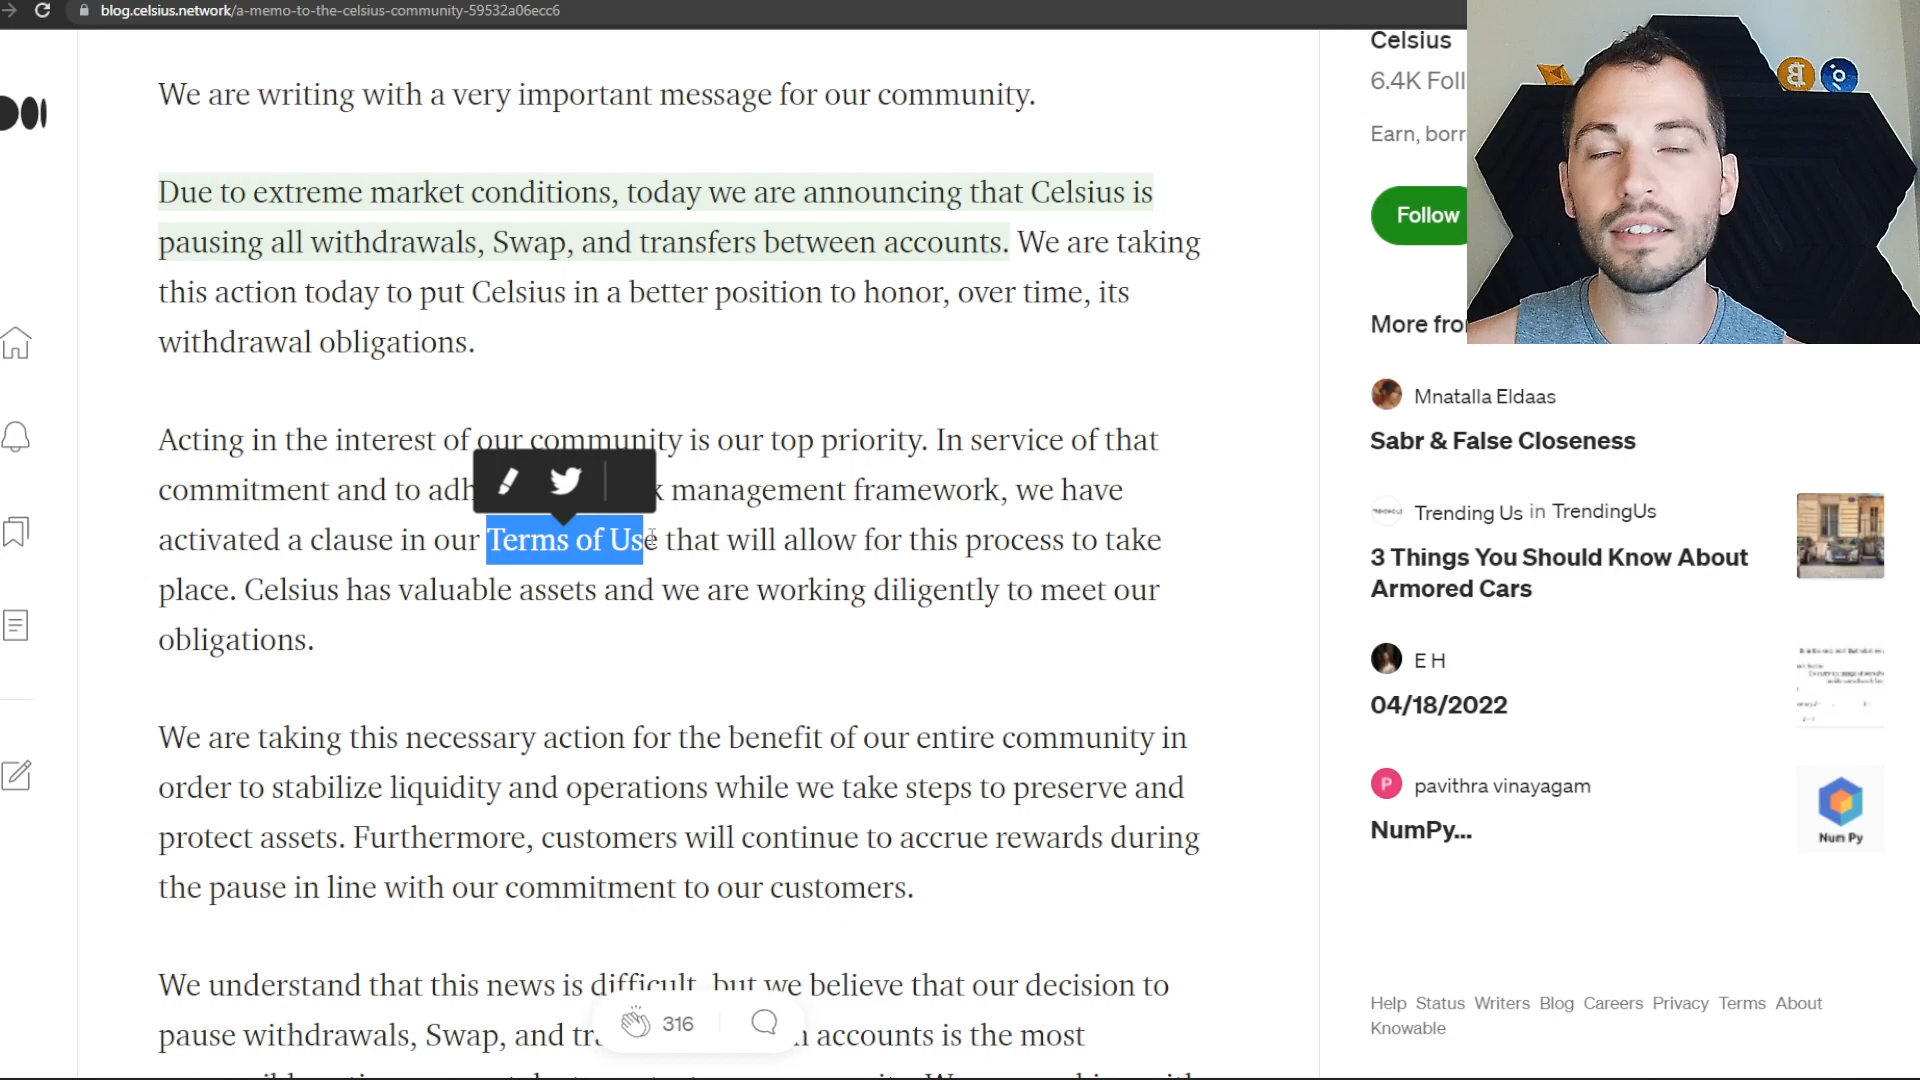 blog.celsius.network/a-memo-to-the-celsius-community-59532a06ecc6
We are writing with a very important message for our community.
Due to extreme market conditions, today we are announcing that Celsius is
pausing all withdrawals, Swap, and transfers between accounts. We are taking
this action today to put Celsius in a better position to honor, over time, its
withdrawal obligations.
Acting in the interest of our community is our top priority. In service of that
commitment and to adh k management framework, we have
activated a clause in our Terms of Use that will allow for this process to take
place. Celsius has valuable assets and we are working diligently to meet our
obligations.
We are taking this necessary action for the benefit of our entire community in
order to stabilize liquidity and operations while we take steps to preserve and
protect assets. Furthermore, customers will continue to accrue rewards during
the pause in line with our commitment to our customers.
We understand that this news is difficult, but we believe that our decision to
pause withdrawals, Swap, and tra n accounts is the most
316
Celsius
6.4K Foll
Earn, borr
Follow
More fro
Mnatalla Eldaas
Sabr & False Closeness
Trending Us in TrendingUs
3 Things You Should Know About
Armored Cars
E H
04/18/2022
P
pavithra vinayagam
NumPy...
Num Py
Help Status Writers Blog Careers Privacy Terms About
Knowable